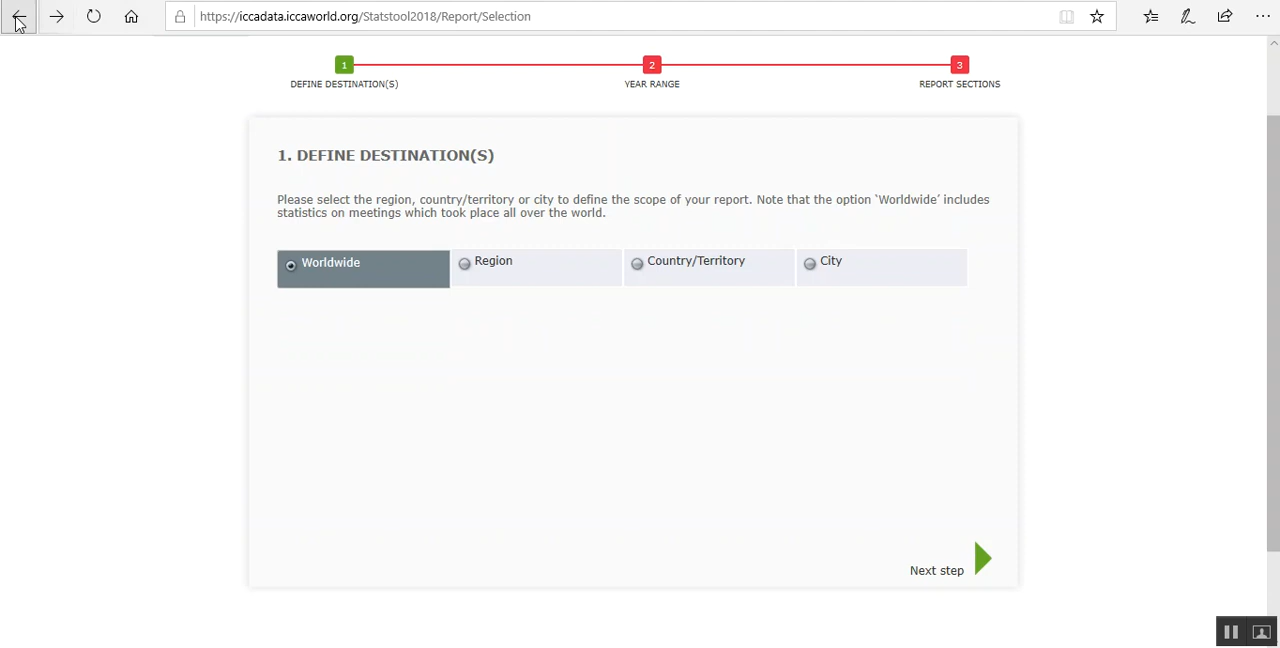 https://iccadata.iccaworld.org/Statstool2018/Report/Selection
1 2 3
DEFINE DESTINATION(S) YEAR RANGE REPORT SECTIONS
1. DEFINE DESTINATION(S)
Please select the region, country/territory or city to define the scope of your report. Note that the option `Worldwide´ includes
statistics on meetings which took place all over the world.
Worldwide Region Country/Territory City
Next step